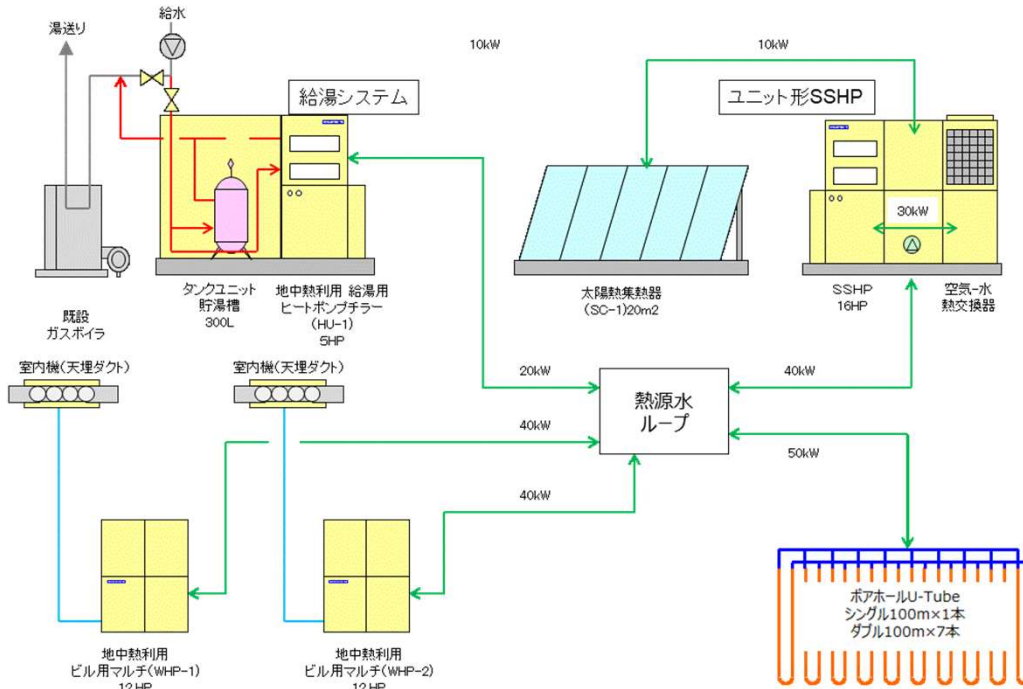 給水
湯送り
10kW
10kW
給湯システム
ユニット形SSHP
30kW
タンクユニット
貯湯槽
300L
地中熱利用 給湯用
ヒートポンプチラー
(HU-1)
5HP
太陽熱集熱器
(SC-1)20m2
SSHP
16HP
空気-水
熱交換器
既設
ガスボイラ
室内機(天埋ダクト)
室内機(天埋ダクト)
20kW
40kW
熱源水
ループ
40kW
50kW
40kW
ボアホールU-Tube
シングル100m×1本
ダブル100m×7本
地中熱利用
ビル用マルチ(WHP-1)
12HP
地中熱利用
ビル用マルチ(WHP-2)
12HP